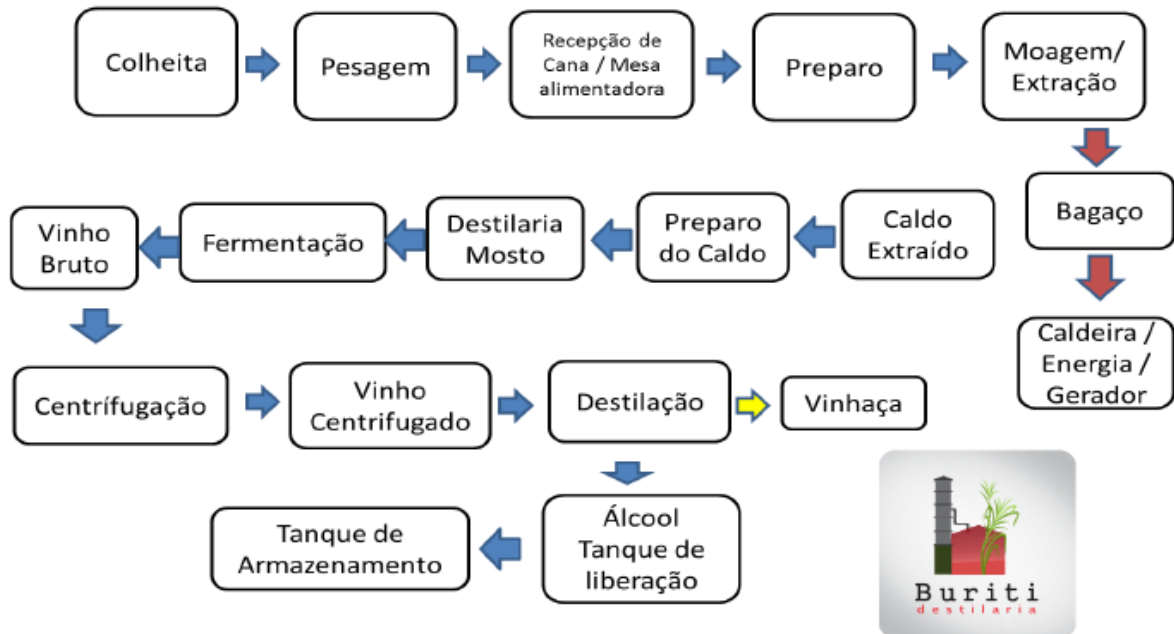 Colheita
Pesagem
Recepção de
Cana / Mesa
alimentadora
Preparo
Moagem/
Extração
Bagaço
Caldeira /
Energia /
Gerador
Caldo
Extraído
Preparo
do Caldo
Destilaria
Mosto
Fermentação
Vinho
Bruto
Centrífugação
Vinho
Centrifugado
Destilação
Vinhaça
Álcool
Tanque de
liberação
Tanque de
Armazenamento
Buriti
destilaria